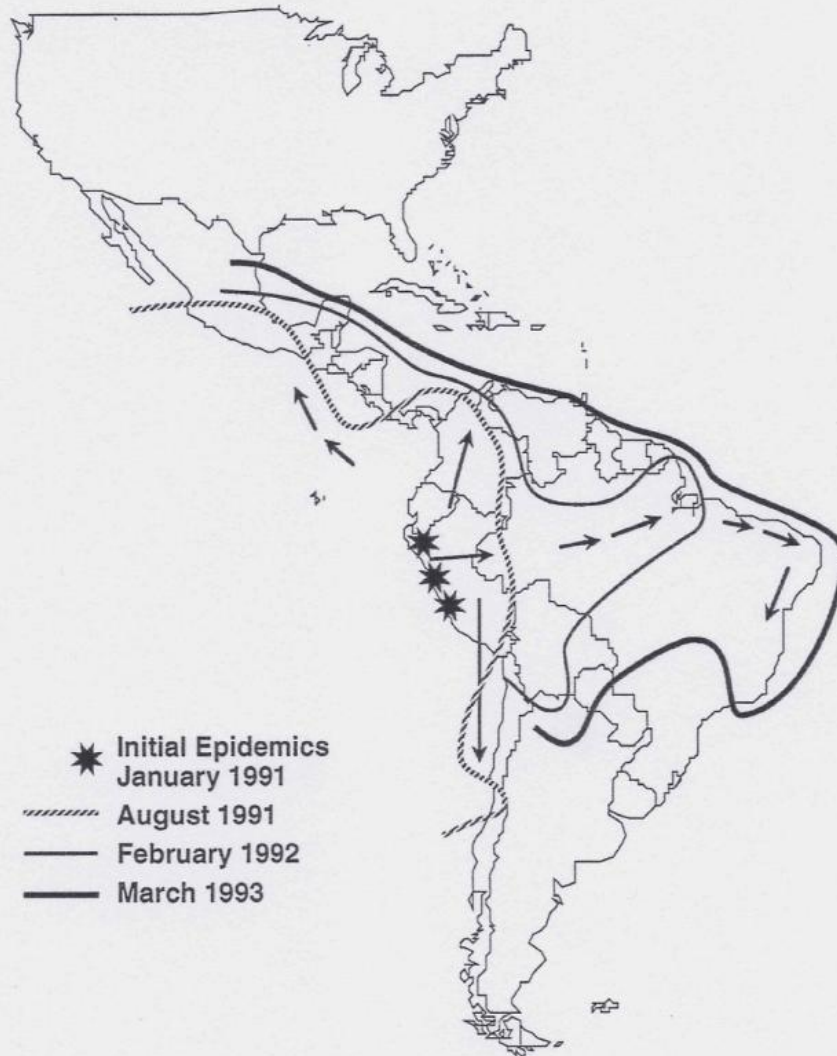 Initial Epidemics
January 1991
August 1991
February 1992
March 1993